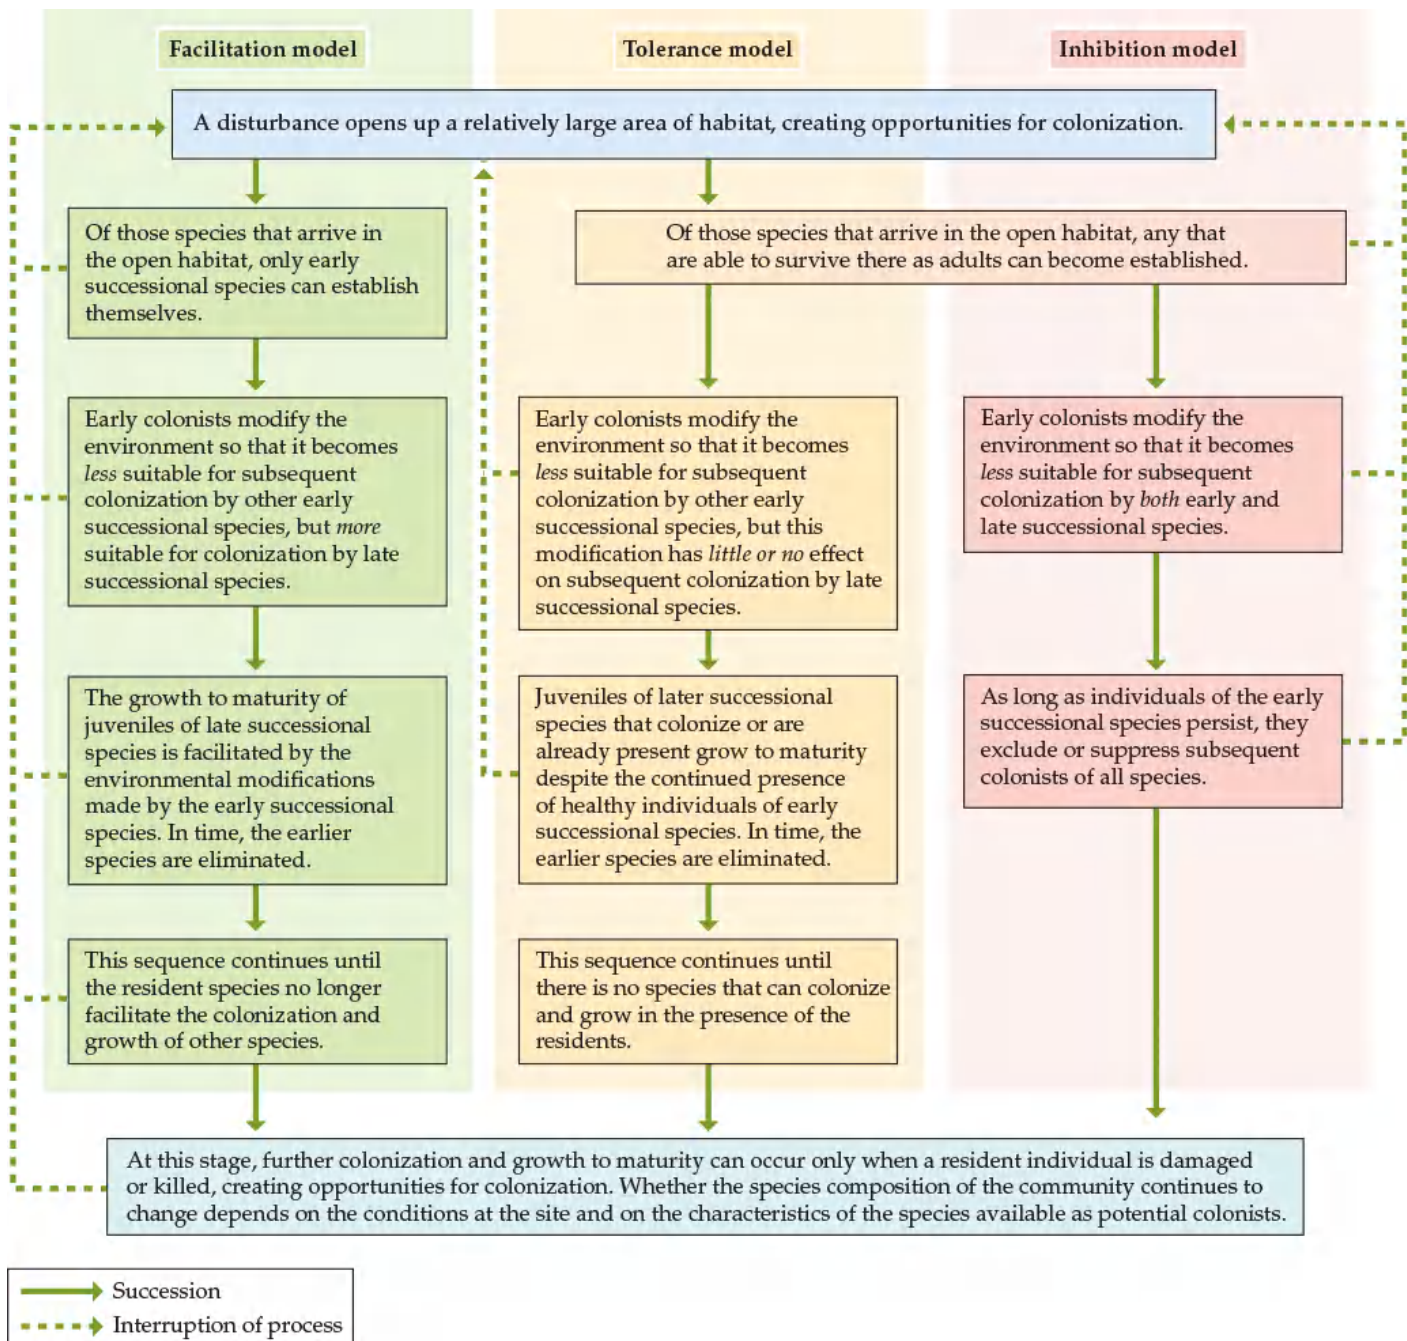 Facilitation model
Tolerance model
Inhibition model
A disturbance opens up a relatively large area of habitat, creating opportunities for colonization.
Of those species that arrive in
the open habitat, only early
successional species can establish
themselves.
Of those species that arrive in the open habitat, any that
are able to survive there as adults can become established.
Early colonists modify the
environment so that it becomes
less suitable for subsequent
colonization by other early
successional species, but more
suitable for colonization by late
successional species.
Early colonists modify the
environment so that it becomes
less suitable for subsequent
colonization by other early
successional species, but this
modification has little or no effect
on subsequent colonization by late
successional species.
Early colonists modify the
environment so that it becomes
less suitable for subsequent
colonization by both early and
late successional species.
The growth to maturity of
juveniles of late successional
species is facilitated by the
environmental modifications
made by the early successional
species. In time, the earlier
species are eliminated.
Juveniles of later successional
species that colonize or are
already present grow to maturity
despite the continued presence
of healthy individuals of early
successional species. In time, the
earlier species are eliminated.
As long as individuals of the early
successional species persist, they
exclude or suppress subsequent
colonists of all species.
This sequence continues until
the resident species no longer
facilitate the colonization and
growth of other species.
This sequence continues until
there is no species that can colonize
and grow in the presence of the
residents.
At this stage, further colonization and growth to maturity can occur only when a resident individual is damaged
or killed, creating opportunities for colonization. Whether the species composition of the community continues to
change depends on the conditions at the site and on the characteristics of the species available as potential colonists.
Succession
Interruption of process